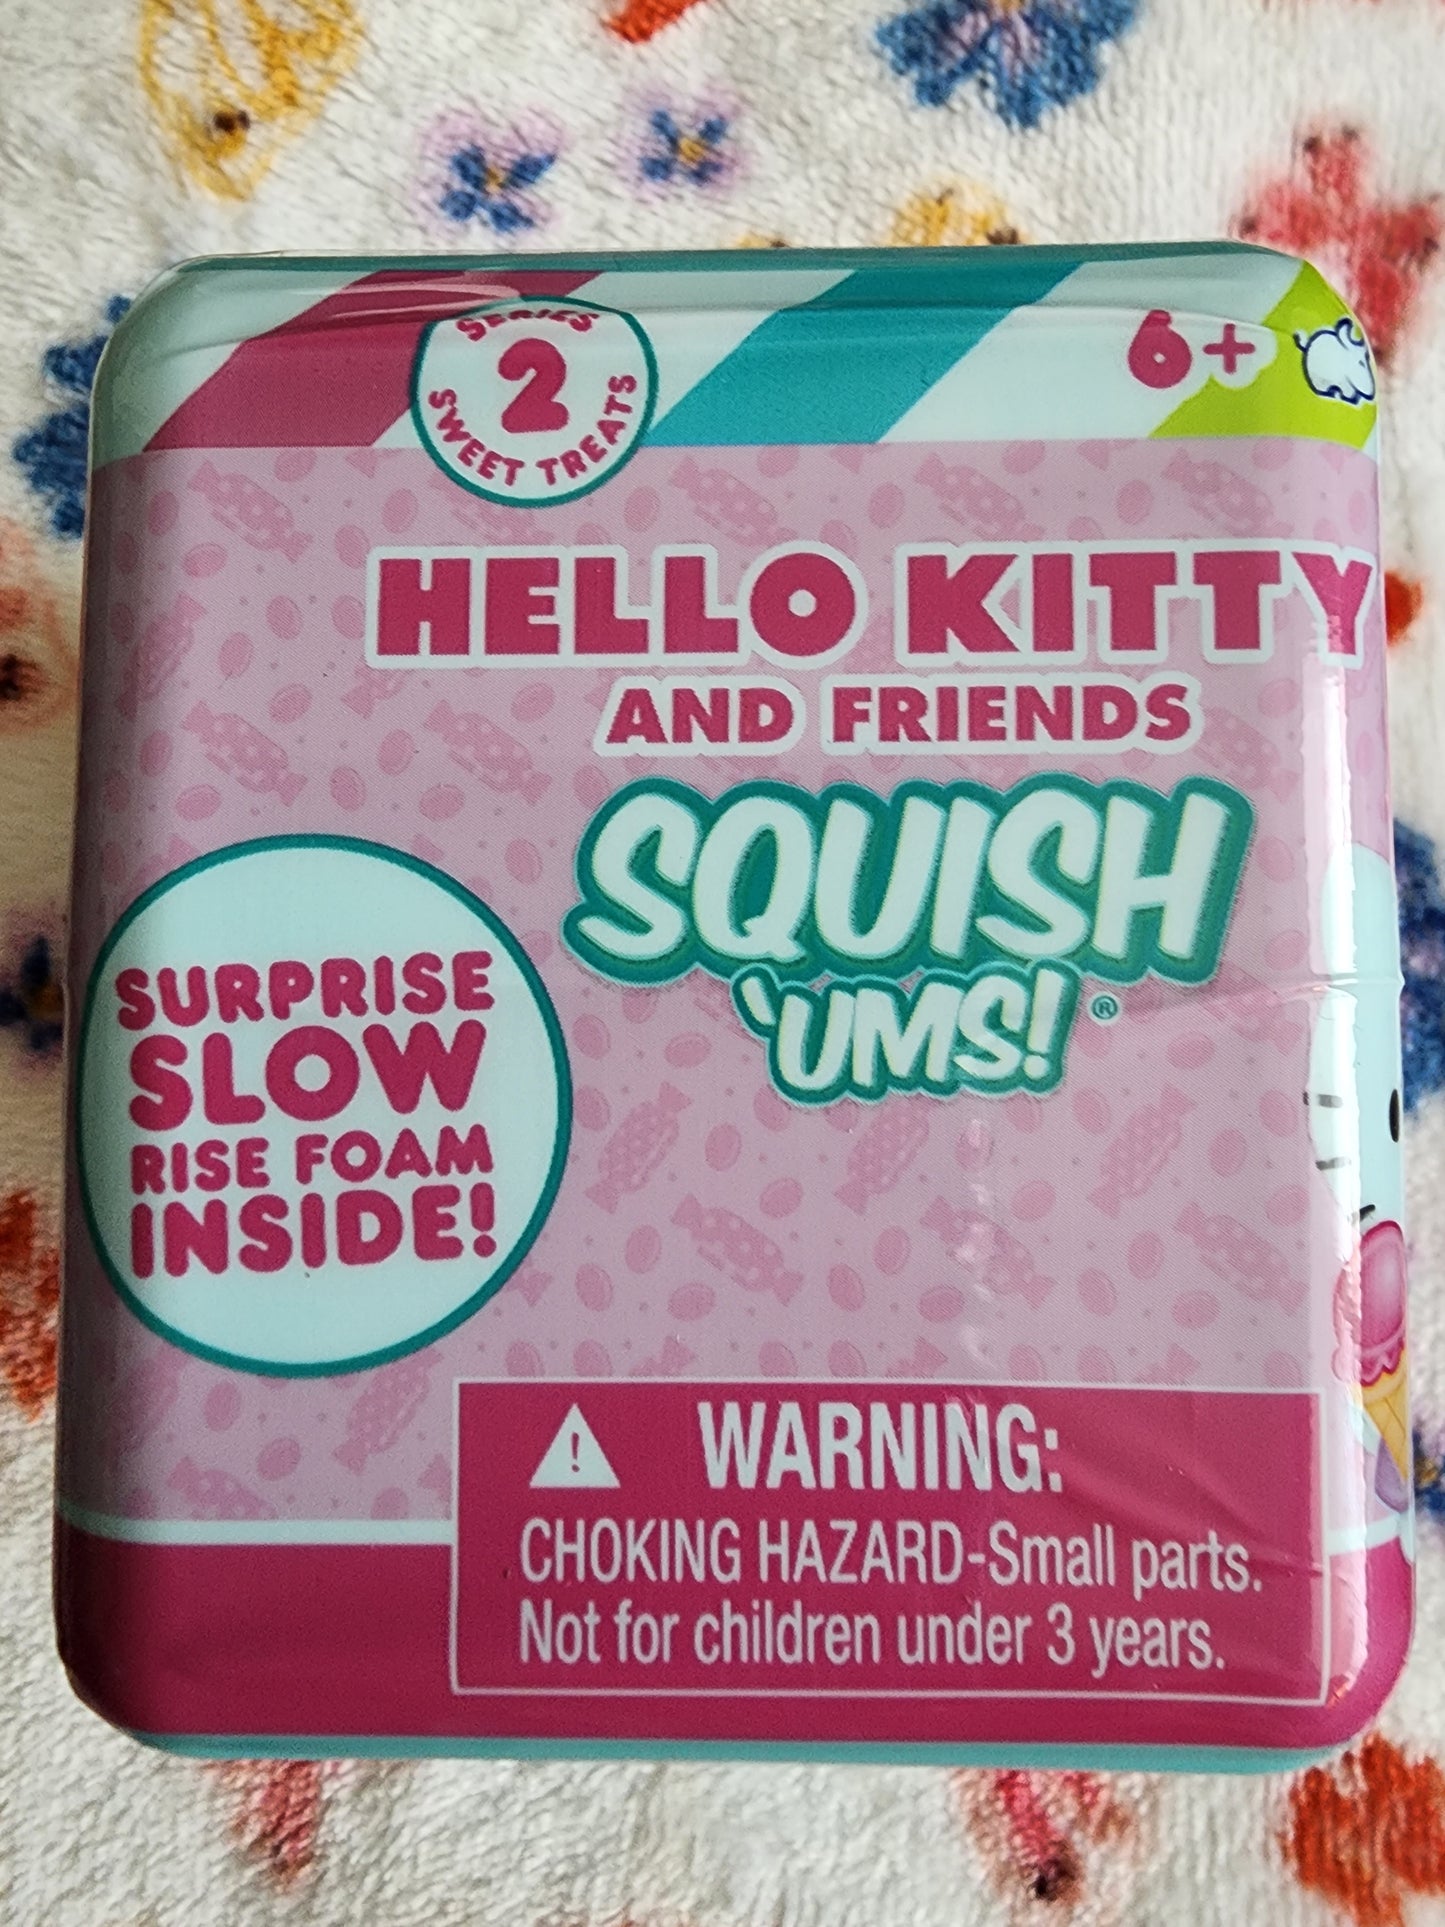 SERIES
2
SWEET TREATS
6+
HELLO KITTY
AND FRIENDS
SQUISH
'UMS!®
SURPRISE
SLOW
RISE FOAM
INSIDE!
WARNING:
CHOKING HAZARD-Small parts.
Not for children under 3 years.